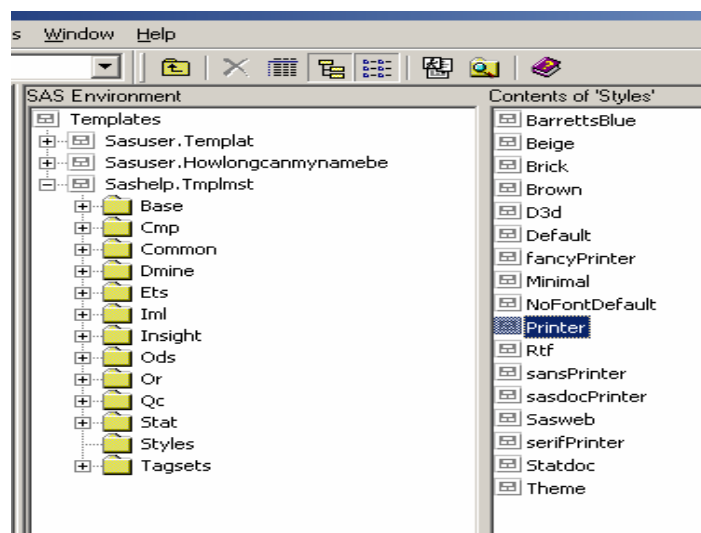 s Window Help
SAS Environment
Templates
Sasuser.Templat
Sasuser.Howlongcanmynamebe
Sashelp.Tmplmst
Base
Cmp
Common
Dmine
Ets
Iml
Insight
Ods
Or
Qc
Stat
Styles
Tagsets
Contents of 'Styles'
BarrettsBlue
Beige
Brick
Brown
D3d
Default
fancyPrinter
Minimal
NoFontDefault
Printer
Rtf
sansPrinter
sasdocPrinter
Sasweb
serifPrinter
Statdoc
Theme